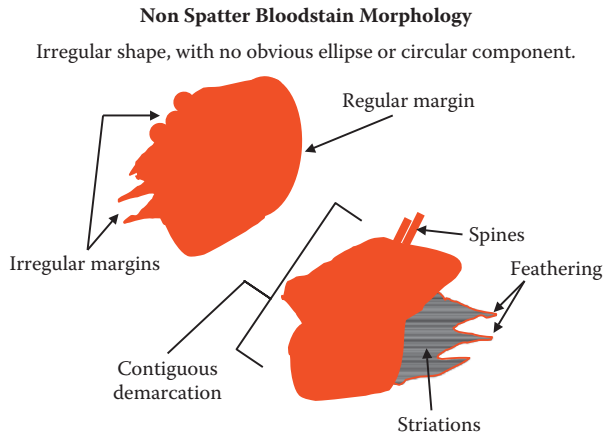 Non Spatter Bloodstain Morphology
Irregular shape, with no obvious ellipse or circular component.
Regular margin
Irregular margins
Spines
Feathering
Contiguous
demarcation
Striations